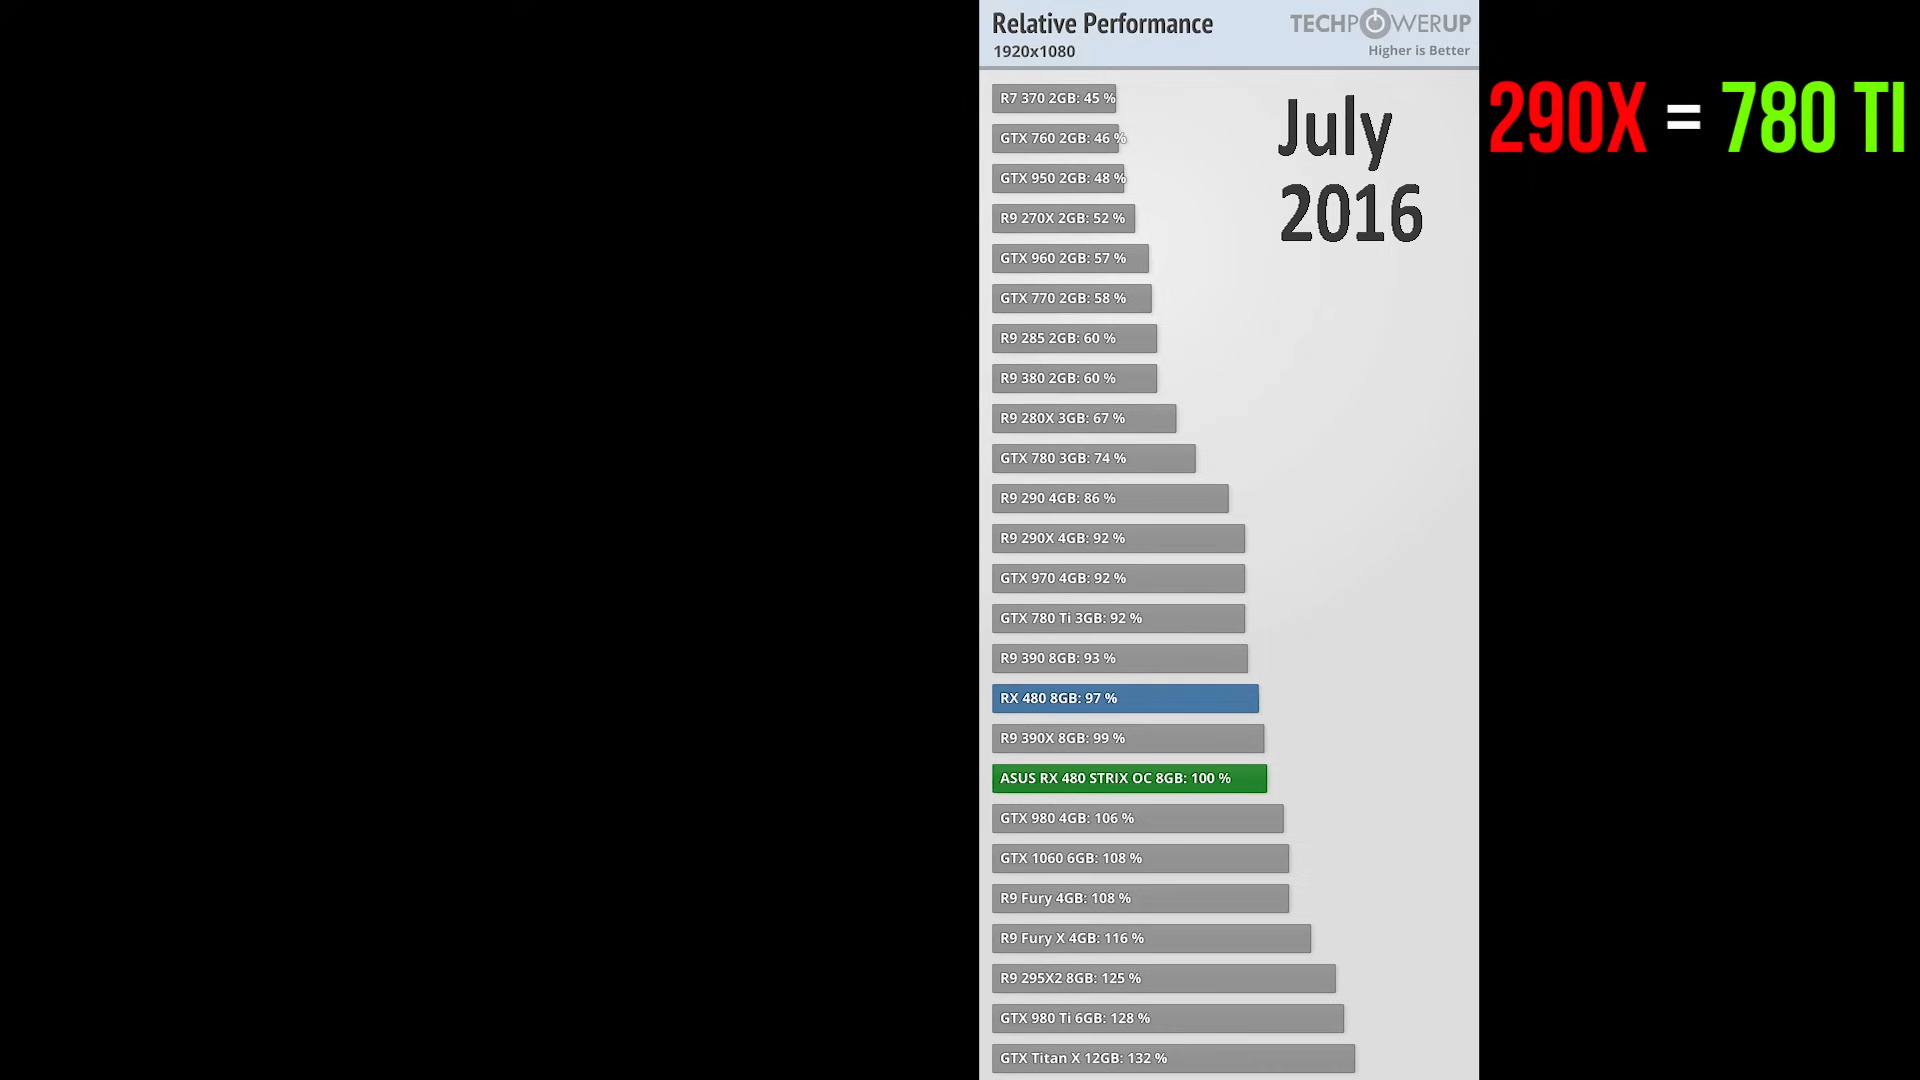 Relative Performance
TECHPOWERUP
1920x1080
Higher is Better
R7 370 2GB: 45 %
GTX 760 2GB: 46 %
GTX 950 2GB: 48 %
R9 270X 2GB: 52 %
GTX 960 2GB: 57 %
GTX 770 2GB: 58 %
R9 285 2GB: 60 %
R9 380 2GB: 60 %
R9 280X 3GB: 67 %
GTX 780 3GB: 74 %
R9 290 4GB: 86 %
R9 290X 4GB: 92 %
GTX 970 4GB: 92 %
GTX 780 Ti 3GB: 92 %
R9 390 8GB: 93 %
RX 480 8GB: 97 %
R9 390X 8GB: 99 %
ASUS RX 480 STRIX OC 8GB: 100 %
GTX 980 4GB: 106 %
GTX 1060 6GB: 108 %
R9 Fury 4GB: 108 %
R9 Fury X 4GB: 116 %
R9 295X2 8GB: 125 %
GTX 980 Ti 6GB: 128 %
GTX Titan X 12GB: 132 %
July
2016
290X = 780 TI